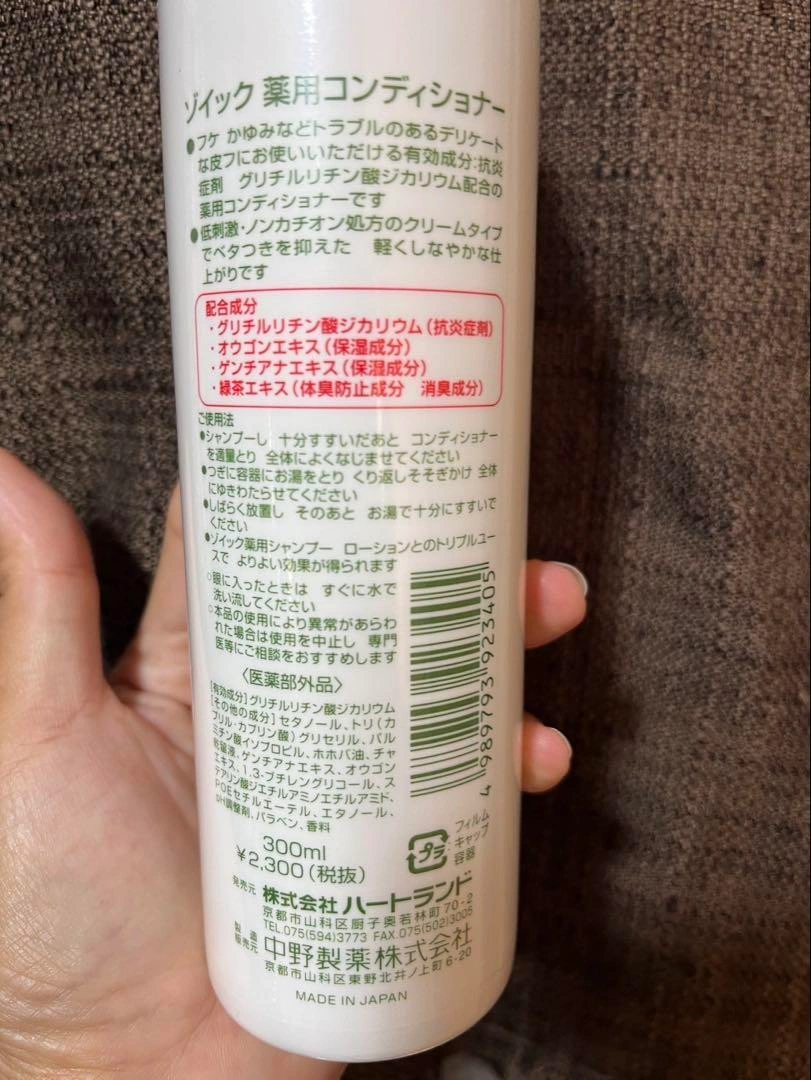 ゾイック 薬用コンディショナー
●フケ かゆみなどトラブルのあるデリケート
な皮フにお使いいただける有効成分:抗炎
症剤 グリチルリチン酸ジカリウム配合の
薬用コンディショナーです
●低刺激・ノンカチオン処方のクリームタイプ
でベタつきを抑えた 軽くしなやかな仕
上がりです
配合成分
・グリチルリチン酸ジカリウム(抗炎症剤)
・オウゴンエキス(保湿成分)
・ゲンチアナエキス(保湿成分)
・緑茶エキス(体臭防止成分 消臭成分)
ご使用法
●シャンプーし 十分すすいだあと コンディショナー
を適量とり 全体によくなじませてください
●つぎに容器にお湯をとり くり返しそそぎかけ 全体
にゆきわたらせてください
●しばらく放置し そのあと お湯で十分にすすいで
ください
●ゾイック薬用シャンプー ローションとのトリプルユー
スで よりよい効果が得られます
○眼に入ったときは すぐに水で
洗い流してください
○本品の使用により異常があらわ
れた場合は使用を中止し 専門
医等にご相談をおすすめします
〈医薬部外品〉
[有効成分]グリチルリチン酸ジカリウム
[その他の成分]セタノール、トリ(カ
プリル・カプリン酸)グリセリル、パル
ミチン酸イソプロピル、ホホバ油、チャ
乾留液、ゲンチアナエキス、オウゴン
エキス、1,3-ブチレングリコール、ス
テアリン酸ジエチルアミノエチルアミド、
POEセチルエーテル、エタノール、
pH調整剤、パラベン、香料
4989793923405
300ml
¥2,300(税抜)
プラ
フィルム
キャップ
:容器
発売元 株式会社 ハートランド
京都市山科区厨子奥若林町70-2
TEL.075(594)3773 FAX.075(502)3005
製造
販売元 中野製薬株式会社
京都市山科区東野北井ノ上町6-20
MADE IN JAPAN